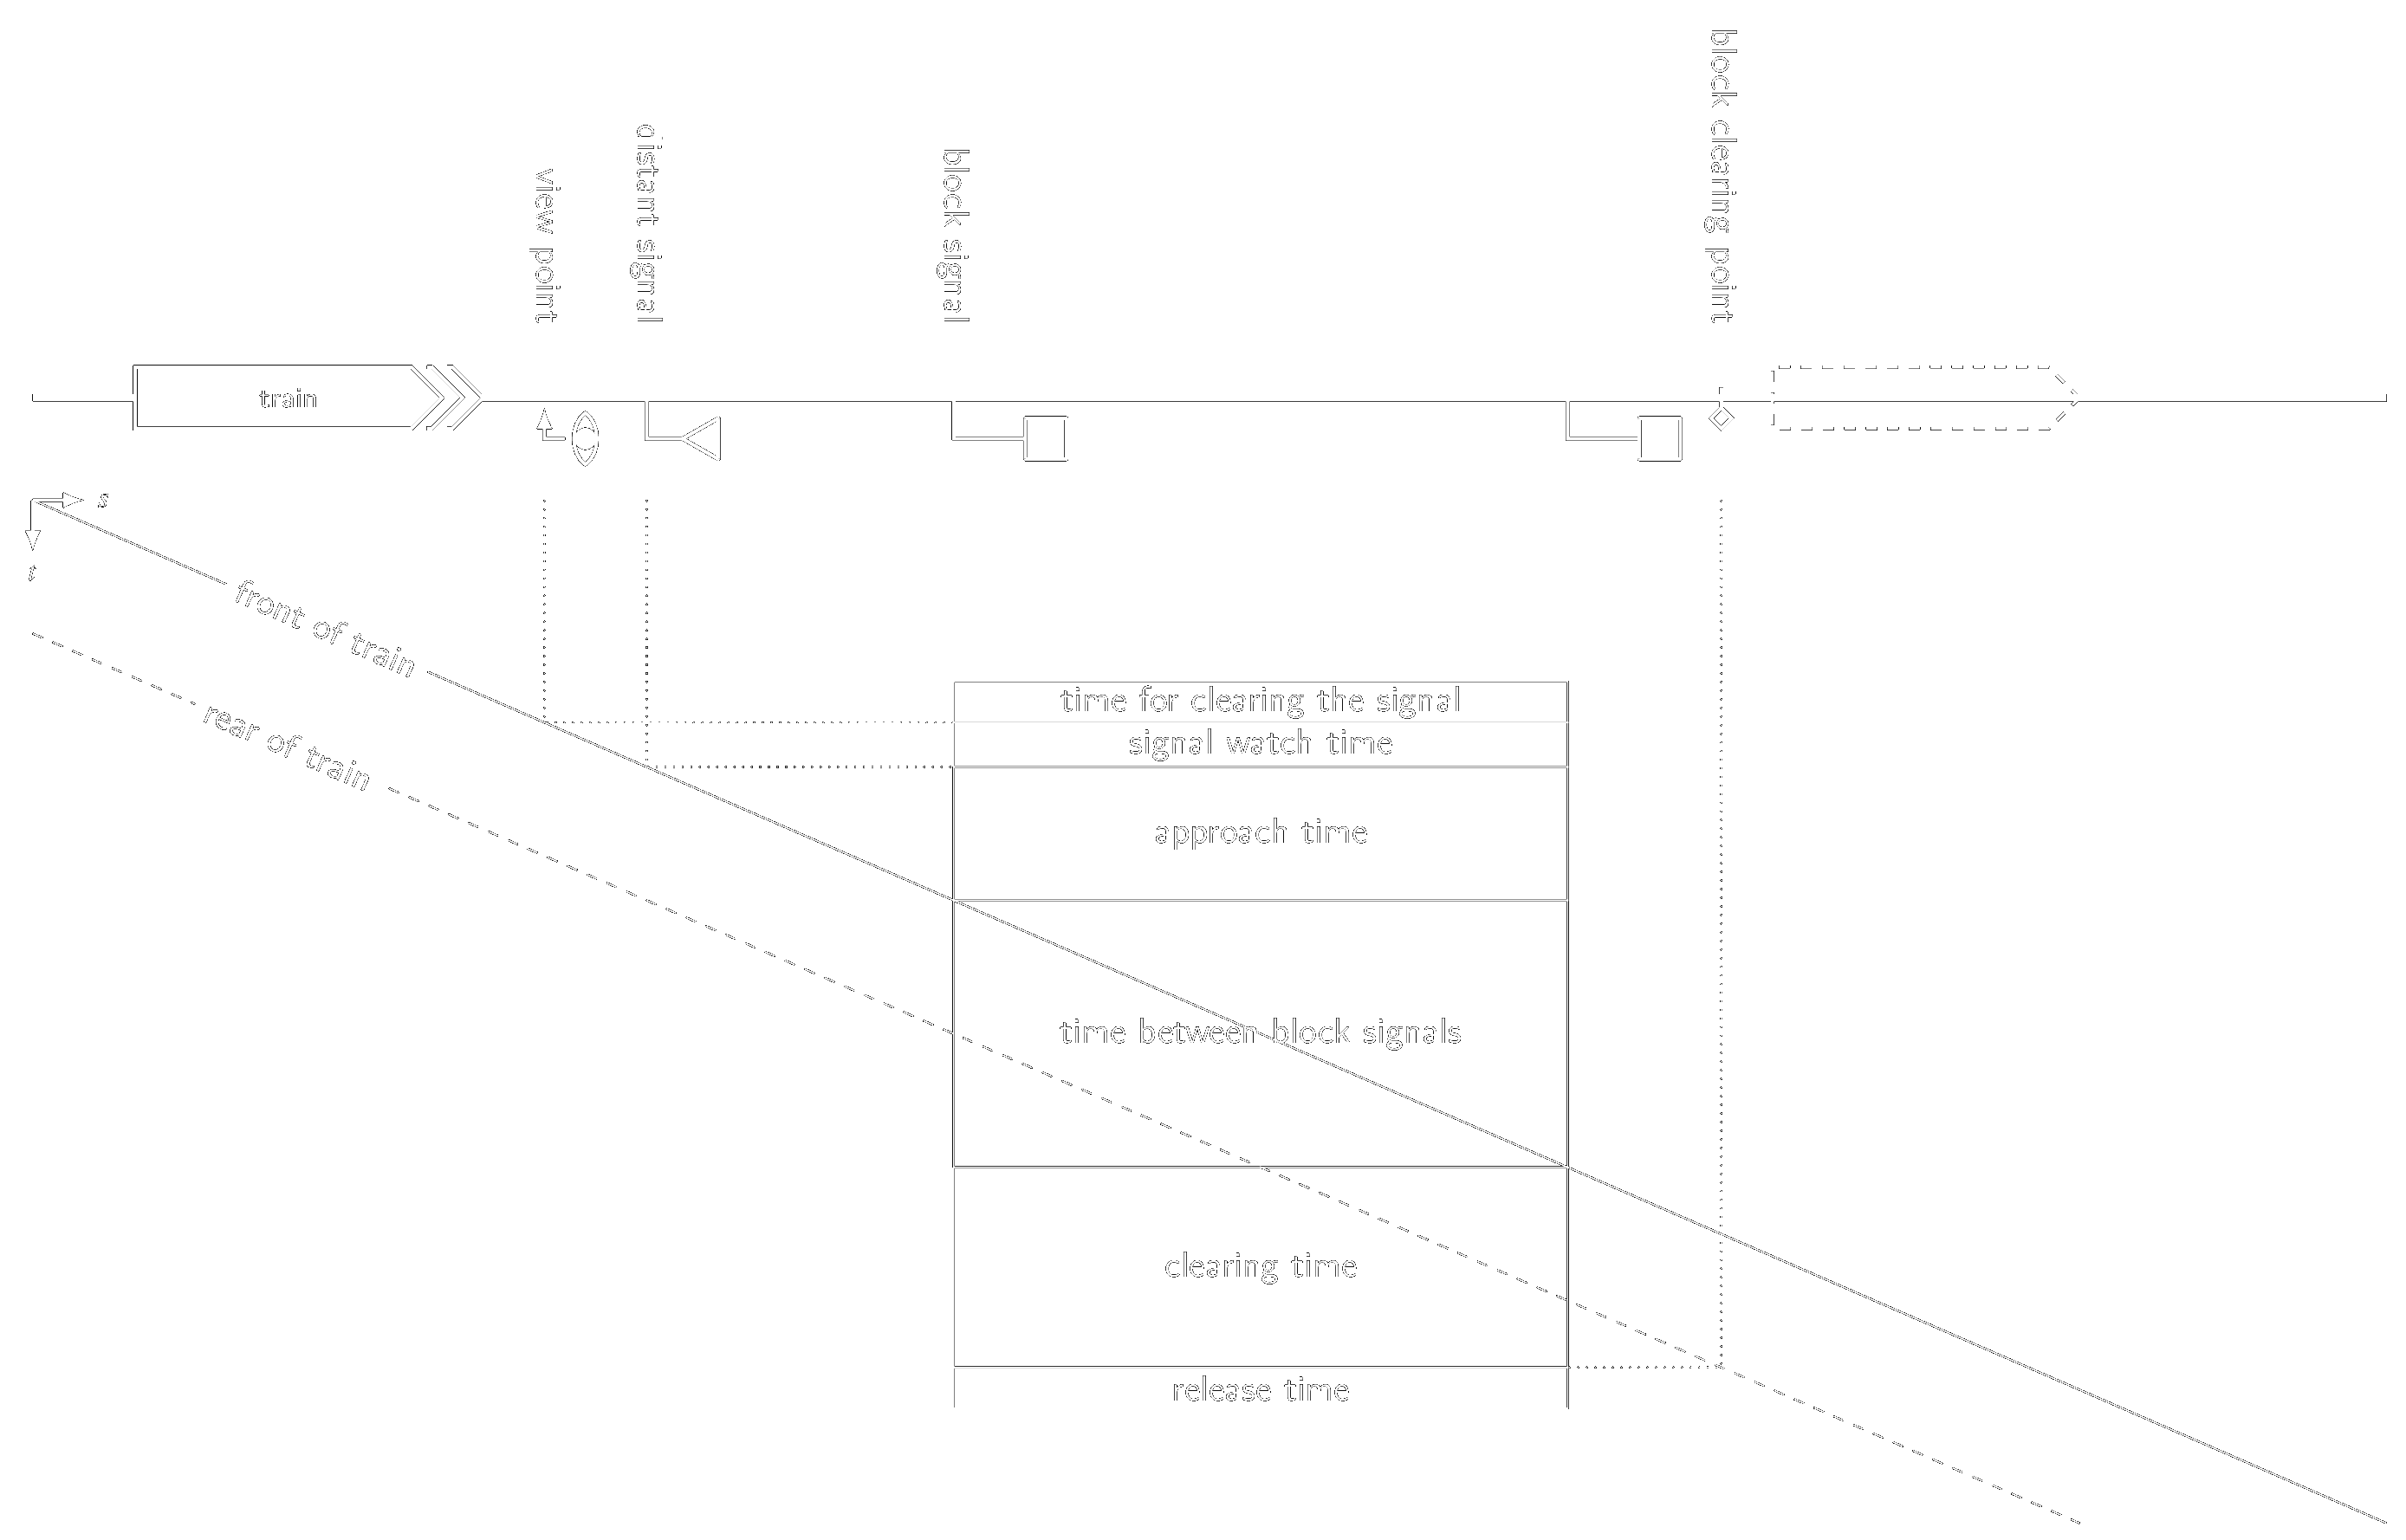 view point
distant signal
block signal
block clearing point
train
s
t
front of train
rear of train
time for clearing the signal
signal watch time
approach time
time between block signals
clearing time
release time